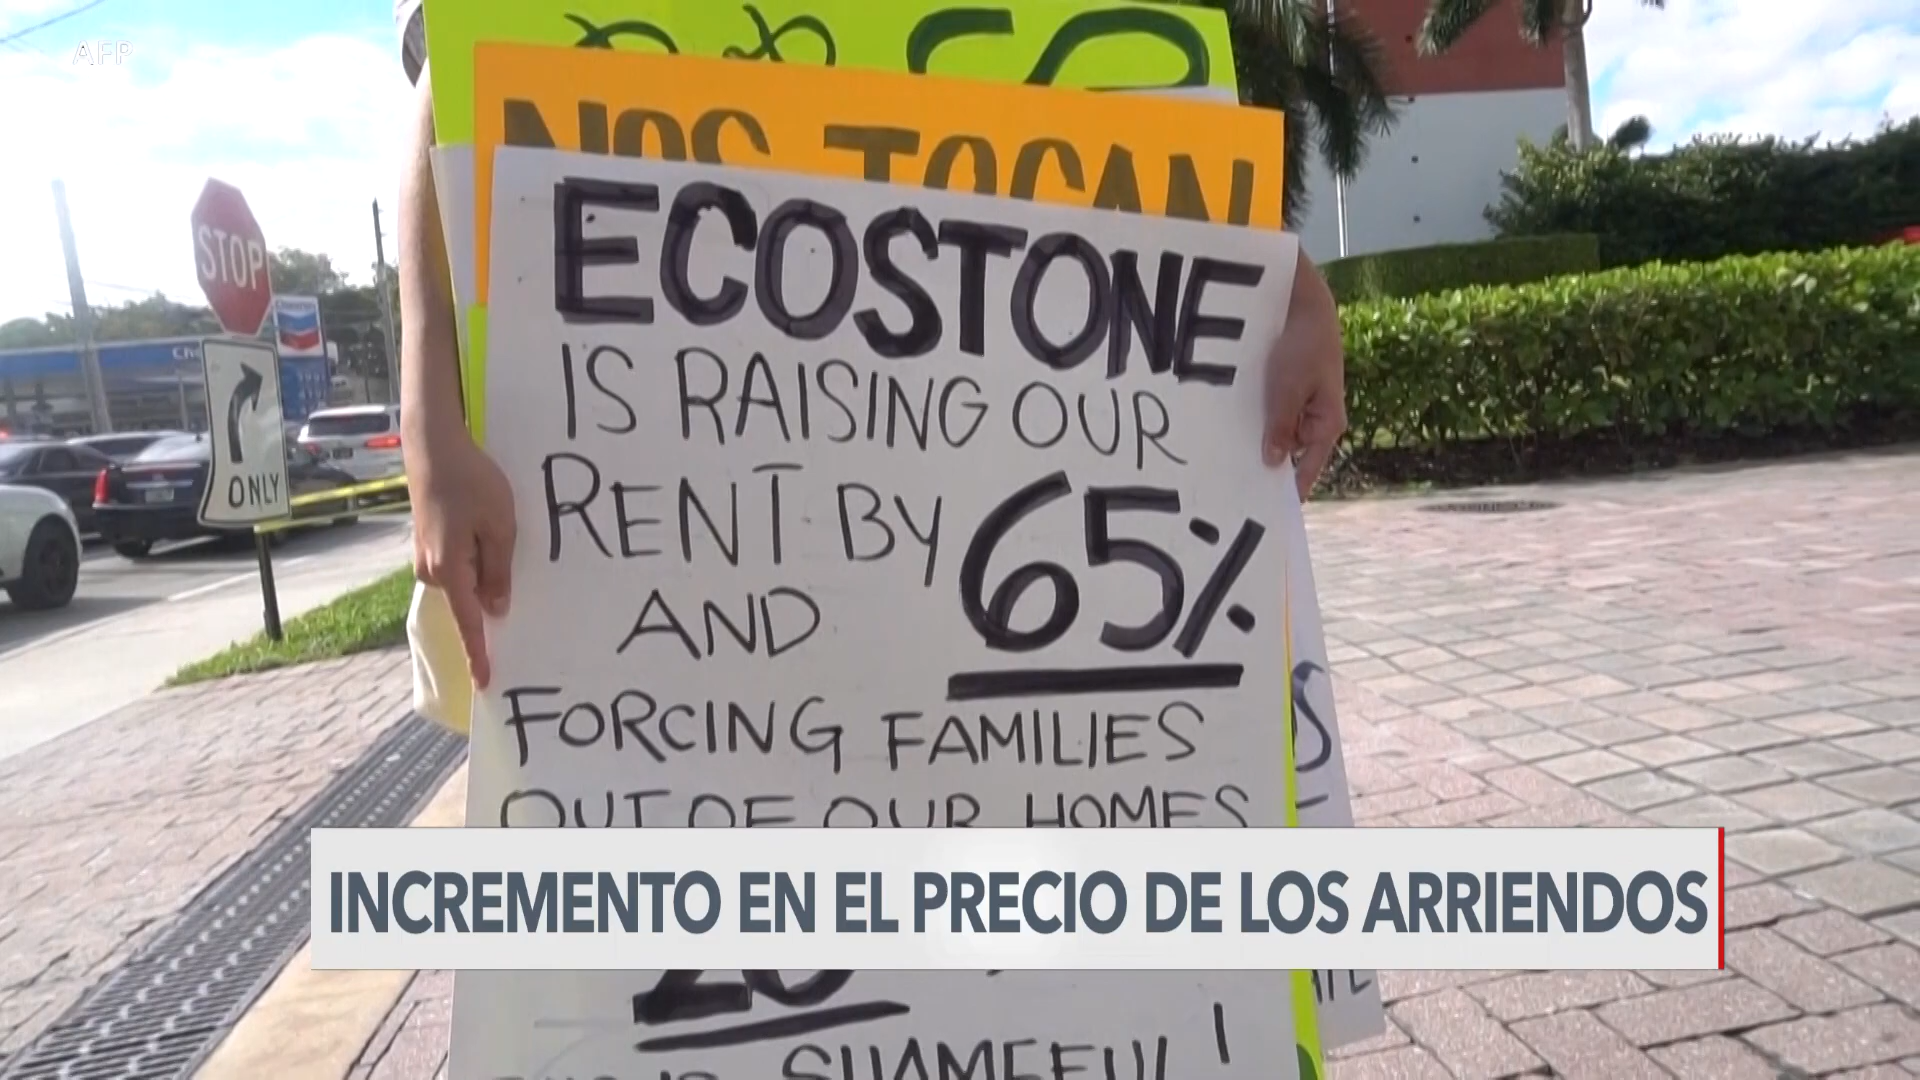 AFP
NOS TOCAN
ECOSTONE
IS RAISING OUR
RENT BY 65%
AND
FORCING FAMILIES
OUT OF OUR HOMES
SHAMEFUL!
STOP
ONLY
Chevron
INCREMENTO EN EL PRECIO DE LOS ARRIENDOS